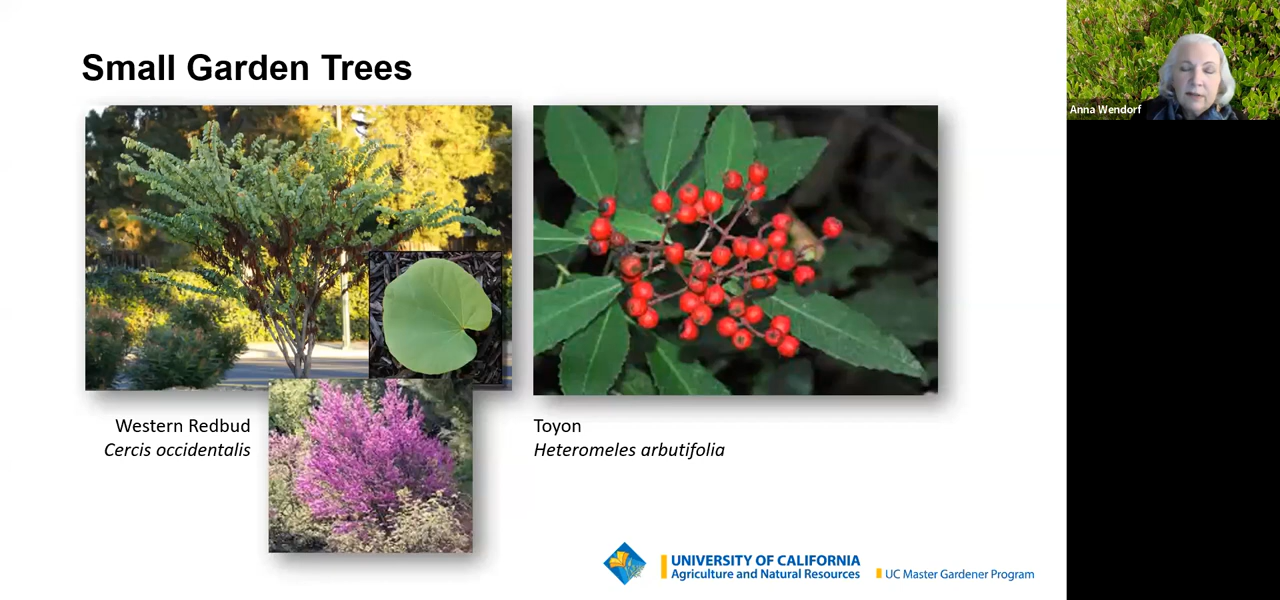 Small Garden Trees
Anna Wendorf
Western Redbud
Cercis occidentalis
Toyon
Heteromeles arbutifolia
UNIVERSITY OF CALIFORNIA
Agriculture and Natural Resources
UC Master Gardener Program